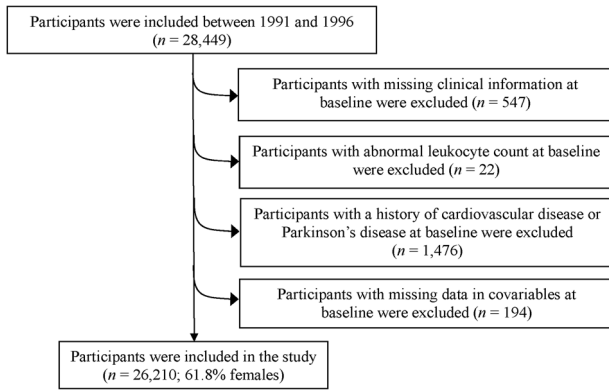 Participants were included between 1991 and 1996
(n = 28,449)
Participants with missing clinical information at
baseline were excluded (n = 547)
Participants with abnormal leukocyte count at baseline
were excluded (n = 22)
Participants with a history of cardiovascular disease or
Parkinson's disease at baseline were excluded
(n = 1,476)
Participants with missing data in covariables at
baseline were excluded (n = 194)
Participants were included in the study
(n = 26,210; 61.8% females)